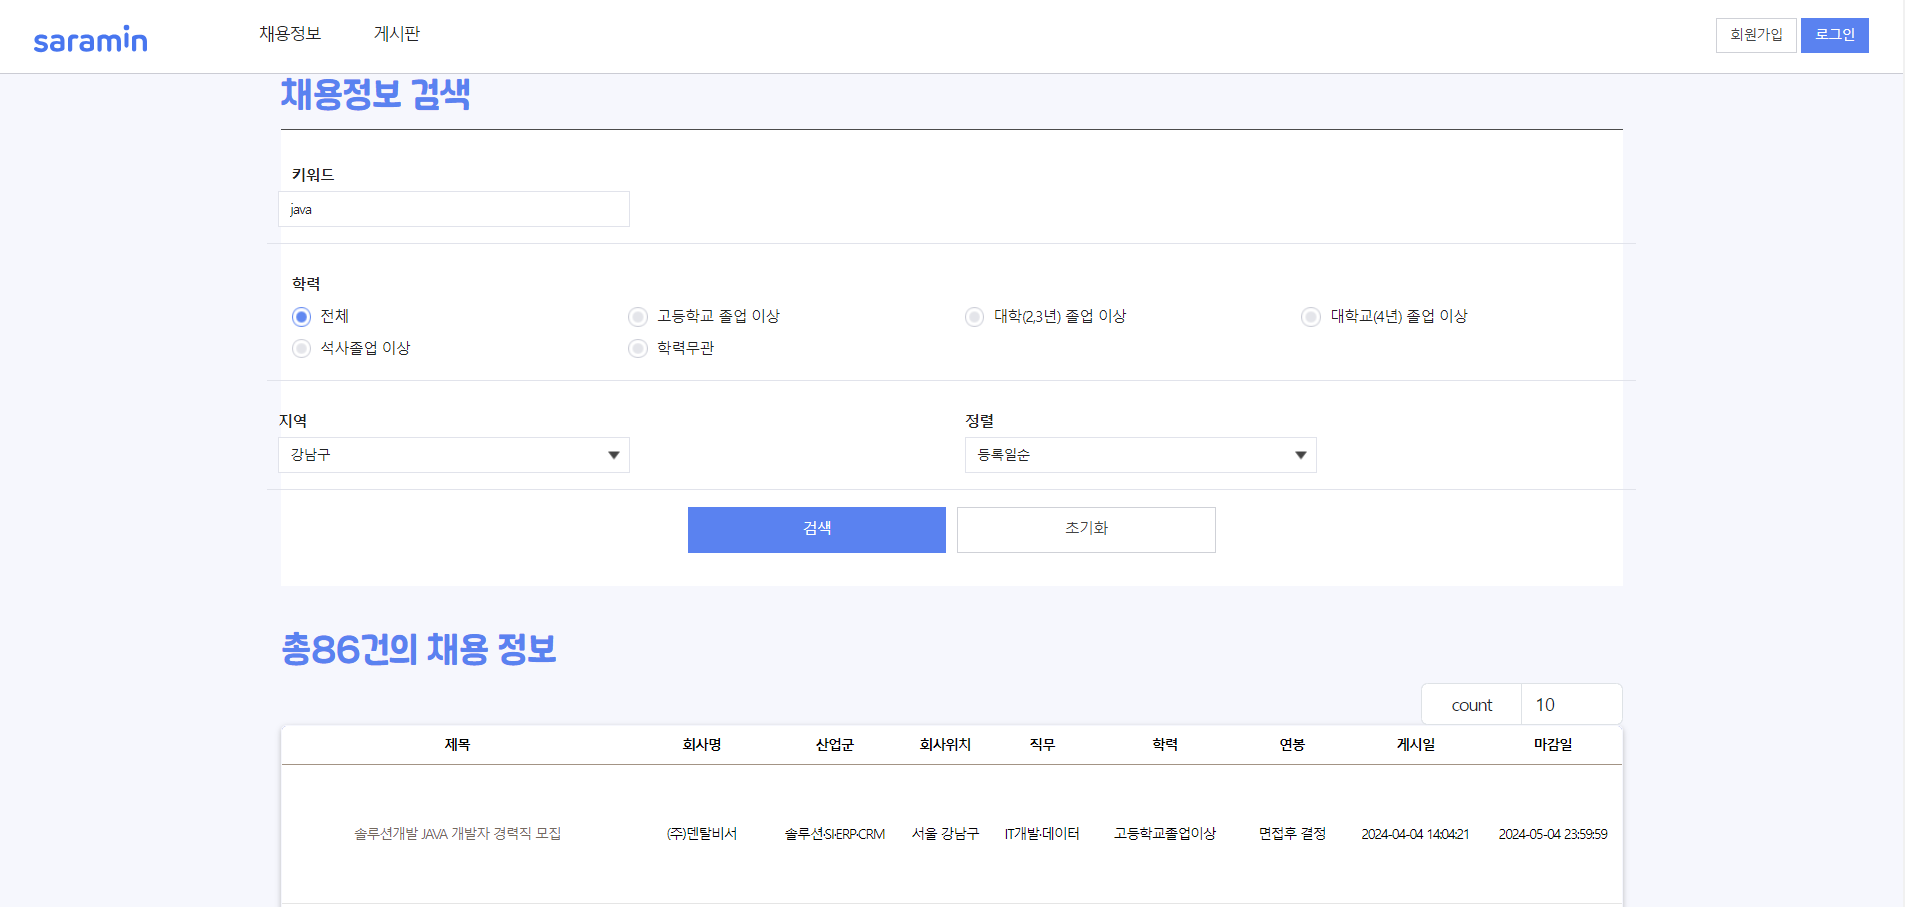 saramin 채용정보 게시판 회원가입 로그인
채용정보 검색
키워드
java
학력
전체 고등학교 졸업 이상 대학(2,3년) 졸업 이상 대학교(4년) 졸업 이상
석사졸업 이상 학력무관
지역 정렬
강남구 등록일순
검색 초기화
총86건의 채용 정보
count 10
제목 회사명 산업군 회사위치 직무 학력 연봉 게시일 마감일
솔루션개발 JAVA 개발자 경력직 모집 (주)덴탈비서 솔루션·SI·ERP·CRM 서울 강남구 IT개발·데이터 고등학교졸업이상 면접후 결정 2024-04-04 14:04:21 2024-05-04 23:59:59